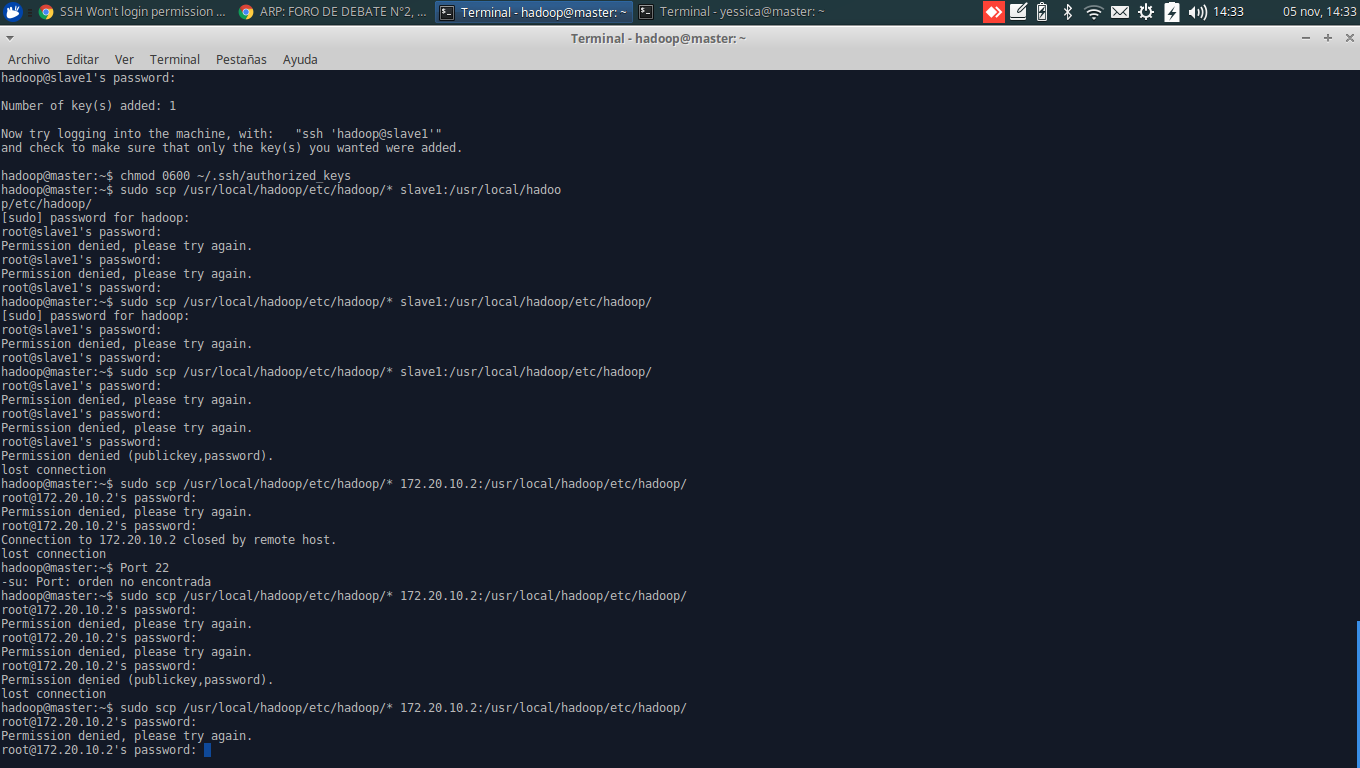 SSH Won't login permission ...
ARP: FORO DE DEBATE N°2, ...
Terminal - hadoop@master: ~
Terminal - yessica@master: ~
14:33
05 nov, 14:33
Terminal - hadoop@master: ~
Archivo Editar Ver Terminal Pestañas Ayuda
hadoop@slave1's password:
Number of key(s) added: 1
Now try logging into the machine, with:   "ssh 'hadoop@slave1'"
and check to make sure that only the key(s) you wanted were added.
hadoop@master:~$ chmod 0600 ~/.ssh/authorized_keys
hadoop@master:~$ sudo scp /usr/local/hadoop/etc/hadoop/* slave1:/usr/local/hadoo
p/etc/hadoop/
[sudo] password for hadoop:
root@slave1's password:
Permission denied, please try again.
root@slave1's password:
Permission denied, please try again.
root@slave1's password:
hadoop@master:~$ sudo scp /usr/local/hadoop/etc/hadoop/* slave1:/usr/local/hadoop/etc/hadoop/
[sudo] password for hadoop:
root@slave1's password:
Permission denied, please try again.
root@slave1's password:
hadoop@master:~$ sudo scp /usr/local/hadoop/etc/hadoop/* slave1:/usr/local/hadoop/etc/hadoop/
root@slave1's password:
Permission denied, please try again.
root@slave1's password:
Permission denied, please try again.
root@slave1's password:
Permission denied (publickey,password).
lost connection
hadoop@master:~$ sudo scp /usr/local/hadoop/etc/hadoop/* 172.20.10.2:/usr/local/hadoop/etc/hadoop/
root@172.20.10.2's password:
Permission denied, please try again.
root@172.20.10.2's password:
Connection to 172.20.10.2 closed by remote host.
lost connection
hadoop@master:~$ Port 22
-su: Port: orden no encontrada
hadoop@master:~$ sudo scp /usr/local/hadoop/etc/hadoop/* 172.20.10.2:/usr/local/hadoop/etc/hadoop/
root@172.20.10.2's password:
Permission denied, please try again.
root@172.20.10.2's password:
Permission denied, please try again.
root@172.20.10.2's password:
Permission denied (publickey,password).
lost connection
hadoop@master:~$ sudo scp /usr/local/hadoop/etc/hadoop/* 172.20.10.2:/usr/local/hadoop/etc/hadoop/
root@172.20.10.2's password:
Permission denied, please try again.
root@172.20.10.2's password: